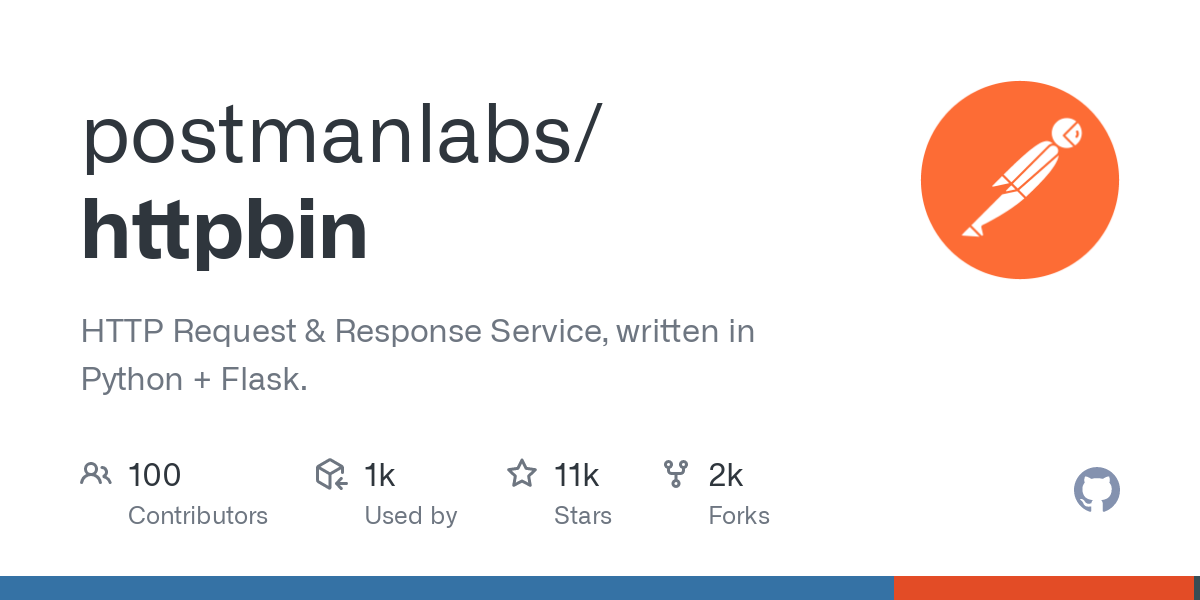 postmanlabs/
httpbin
HTTP Request & Response Service, written in
Python + Flask.
100 1k 11k 2k
Contributors Used by Stars Forks